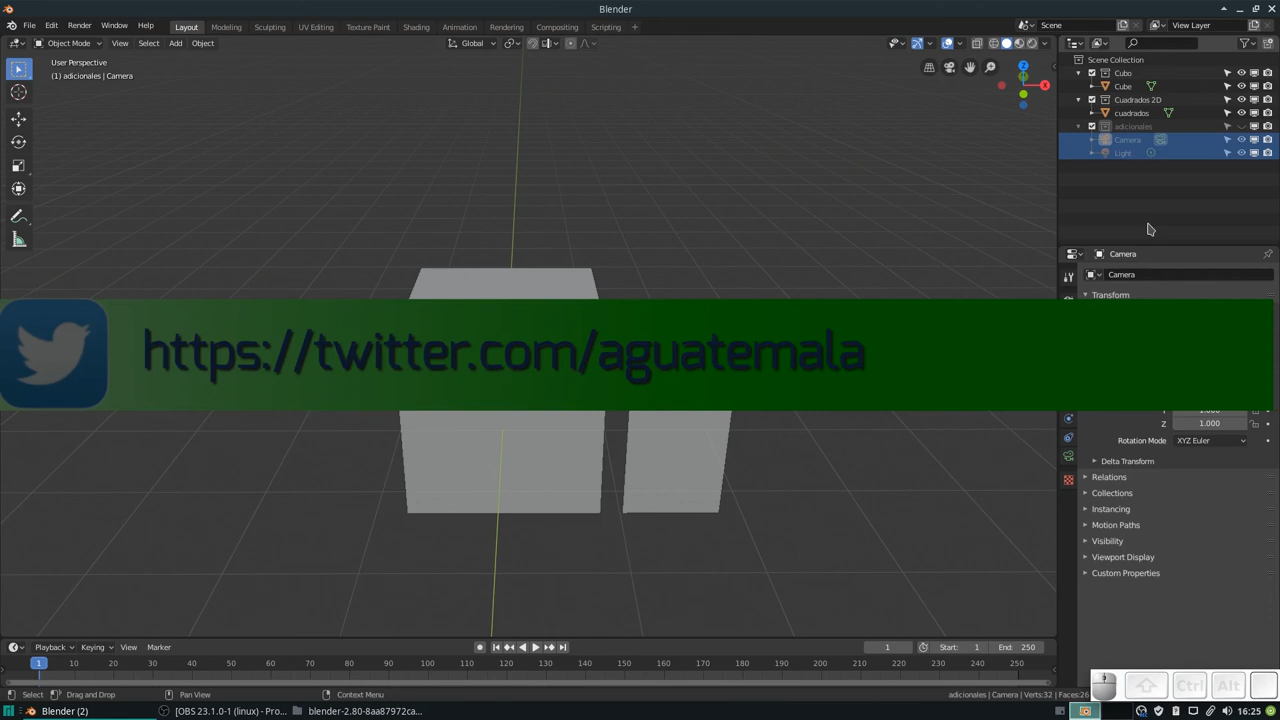 Blender
File Edit Render Window Help
Layout Modeling Sculpting UV Editing Texture Paint Shading Animation Rendering Compositing Scripting +
Scene
View Layer
Object Mode View Select Add Object
Global
User Perspective
(1) adicionales | Camera
X
Z
Scene Collection
Cubo
Cube
Cuadrados 2D
cuadrados
adicionales
Camera
Light
Camera
Camera
Transform
https://twitter.com/aguatemala
Z 1.000
Rotation Mode XYZ Euler
Delta Transform
Relations
Collections
Instancing
Motion Paths
Visibility
Viewport Display
Custom Properties
Playback Keying View Marker
1
Start: 1
End: 250
1 10 20 30 40 50 60 70 80 90 100 110 120 130 140 150 160 170 180 190 200 210 220 230 240 250
Select Drag and Drop Pan View Context Menu
adicionales | Camera | Verts:32 | Faces:26
Ctrl Alt
Blender (2)
[OBS 23.1.0-1 (linux) - Pro...
blender-2.80-8aa87972ca...
16:25